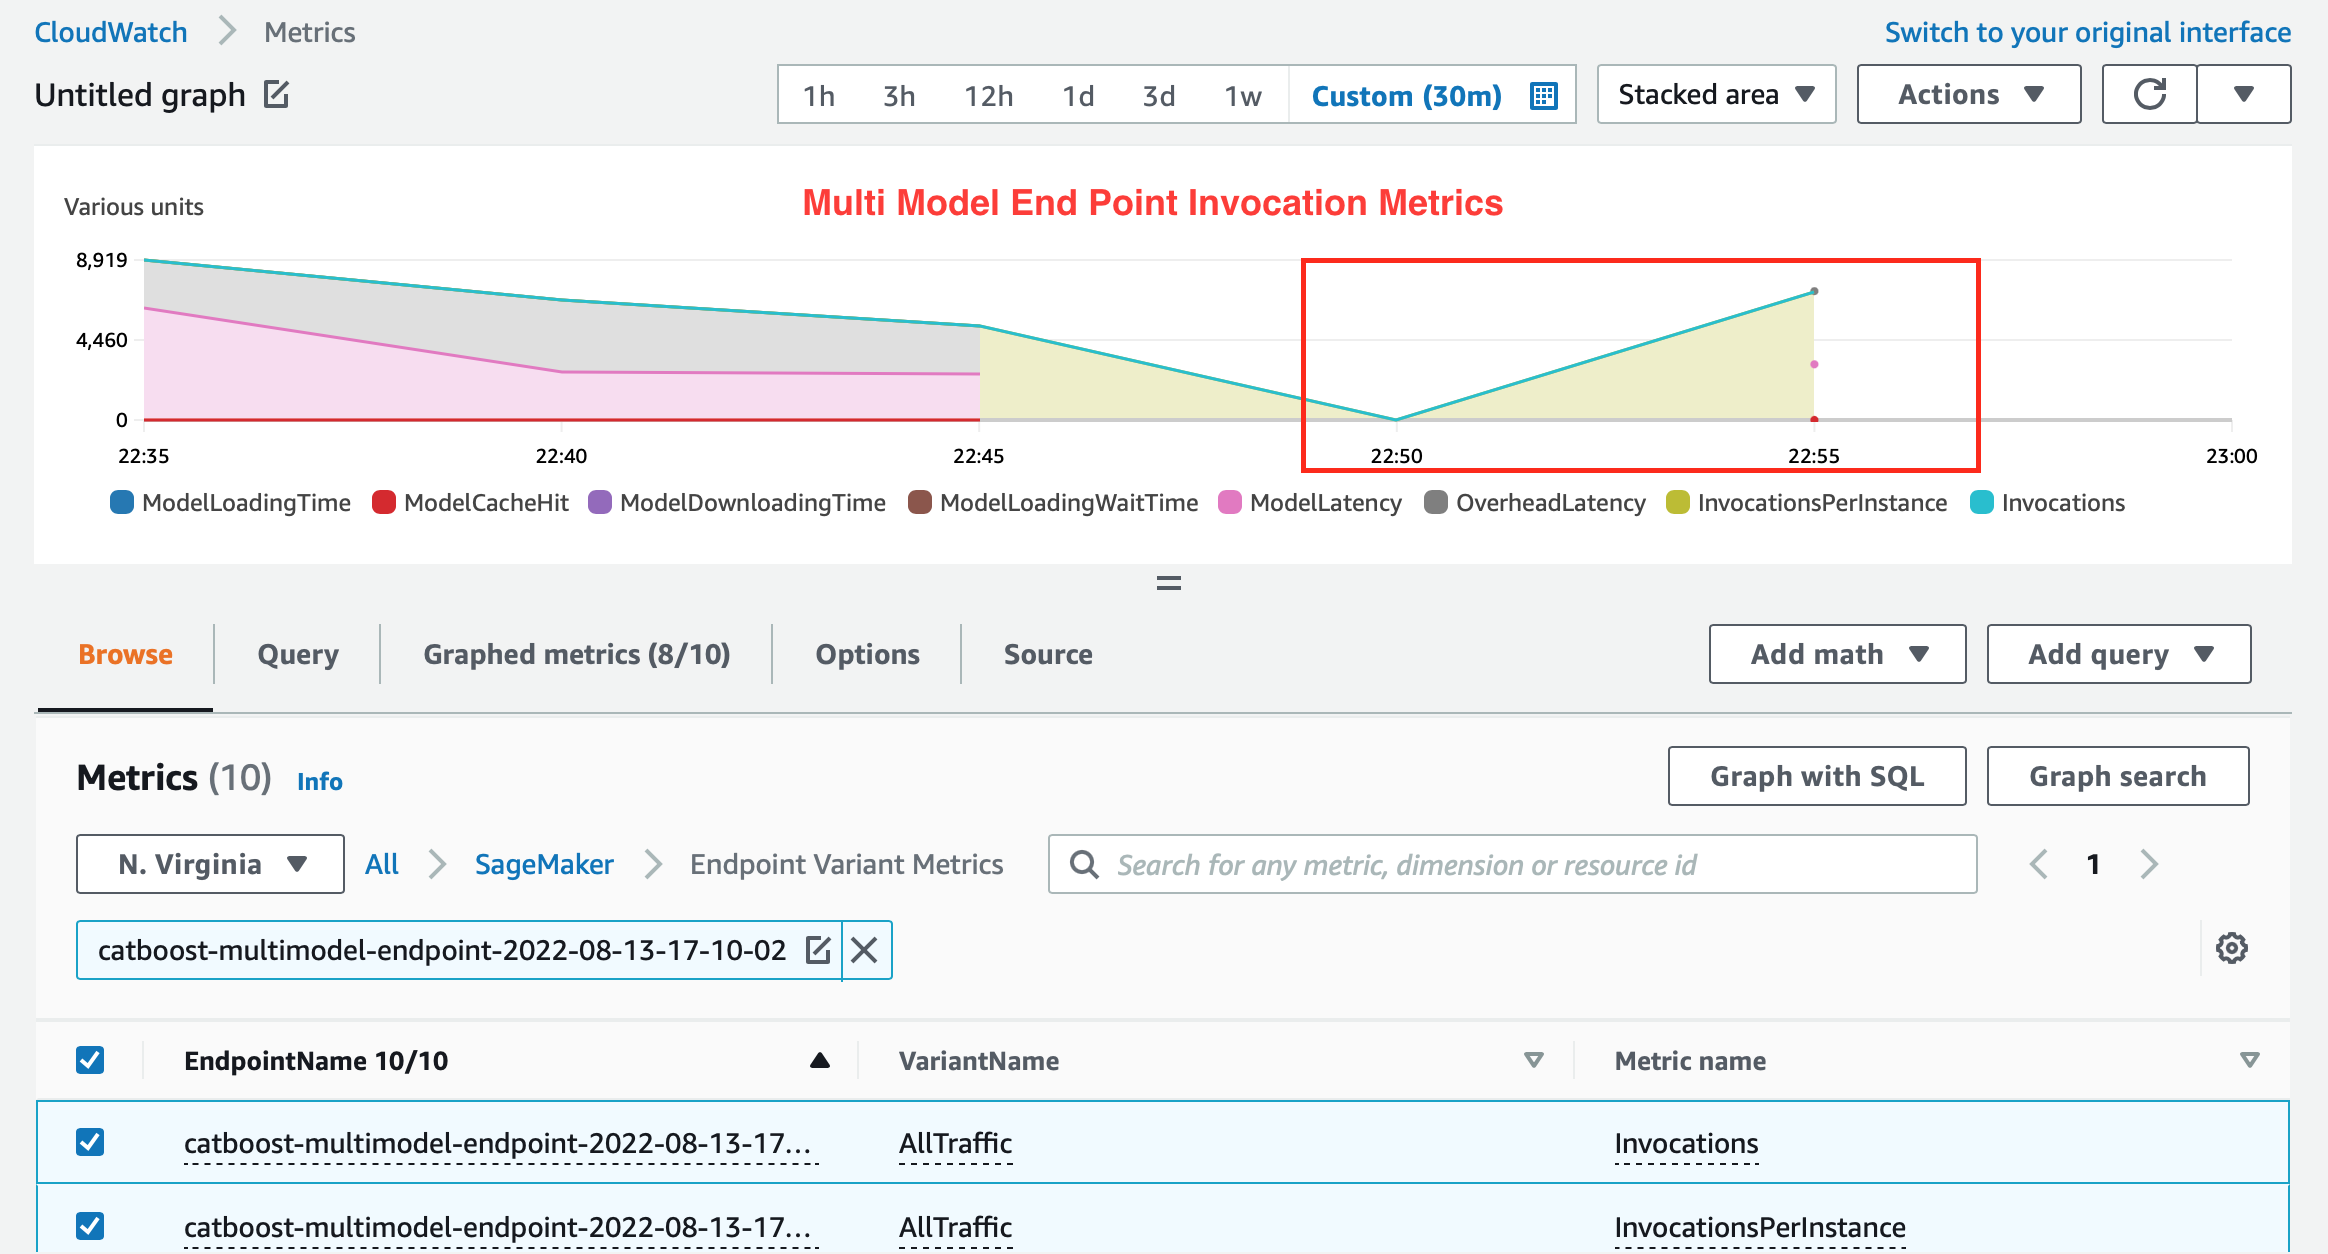 CloudWatch > Metrics
Switch to your original interface
Untitled graph
1h 3h 12h 1d 3d 1w Custom (30m)
Stacked area
Actions
Various units
Multi Model End Point Invocation Metrics
8,919
4,460
0
22:35 22:40 22:45 22:50 22:55 23:00
ModelLoadingTime ModelCacheHit ModelDownloadingTime ModelLoadingWaitTime ModelLatency OverheadLatency InvocationsPerInstance Invocations
Browse Query Graphed metrics (8/10) Options Source
Add math
Add query
Metrics (10) Info
Graph with SQL
Graph search
N. Virginia
All > SageMaker > Endpoint Variant Metrics
Search for any metric, dimension or resource id
1
catboost-multimodel-endpoint-2022-08-13-17-10-02
EndpointName 10/10 VariantName Metric name
catboost-multimodel-endpoint-2022-08-13-17... AllTraffic Invocations
catboost-multimodel-endpoint-2022-08-13-17... AllTraffic InvocationsPerInstance